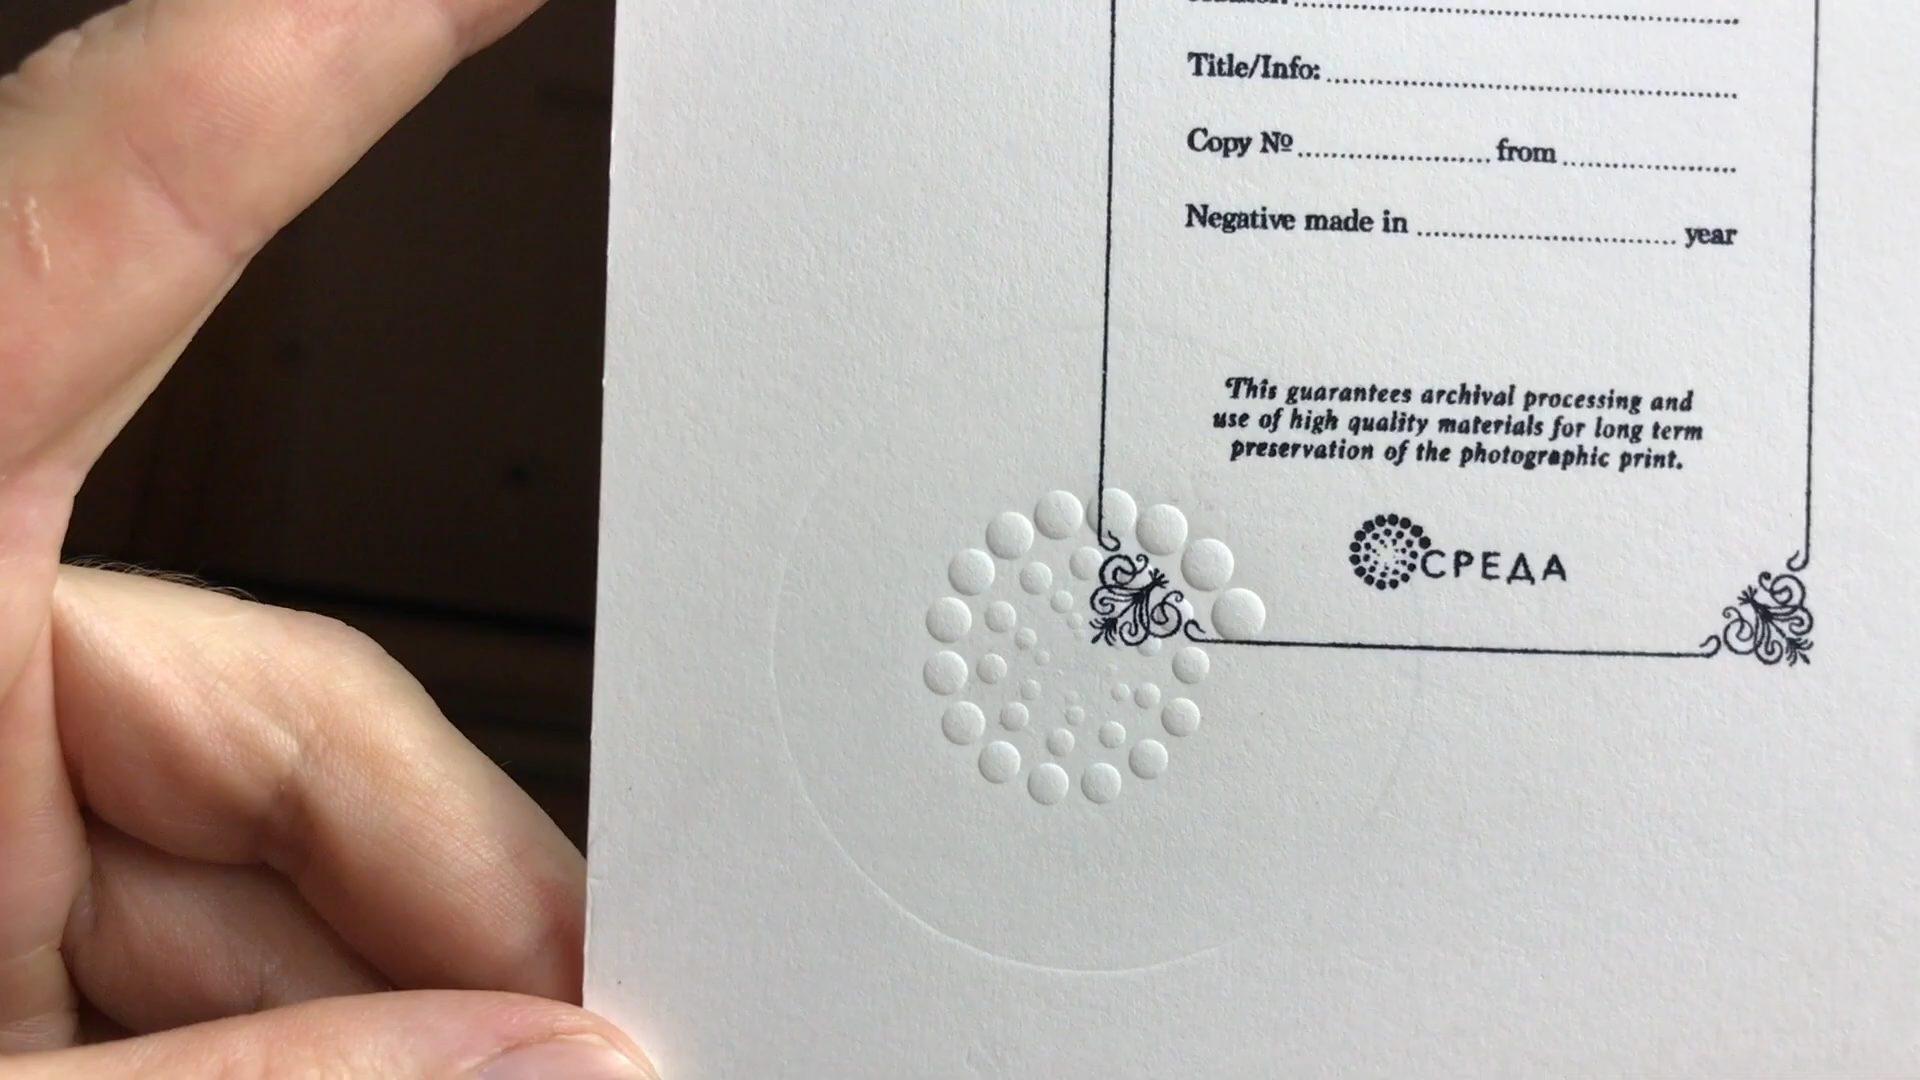 Title/Info:
Copy № from
Negative made in year
This guarantees archival processing and
use of high quality materials for long term
preservation of the photographic print.
СРЕДА